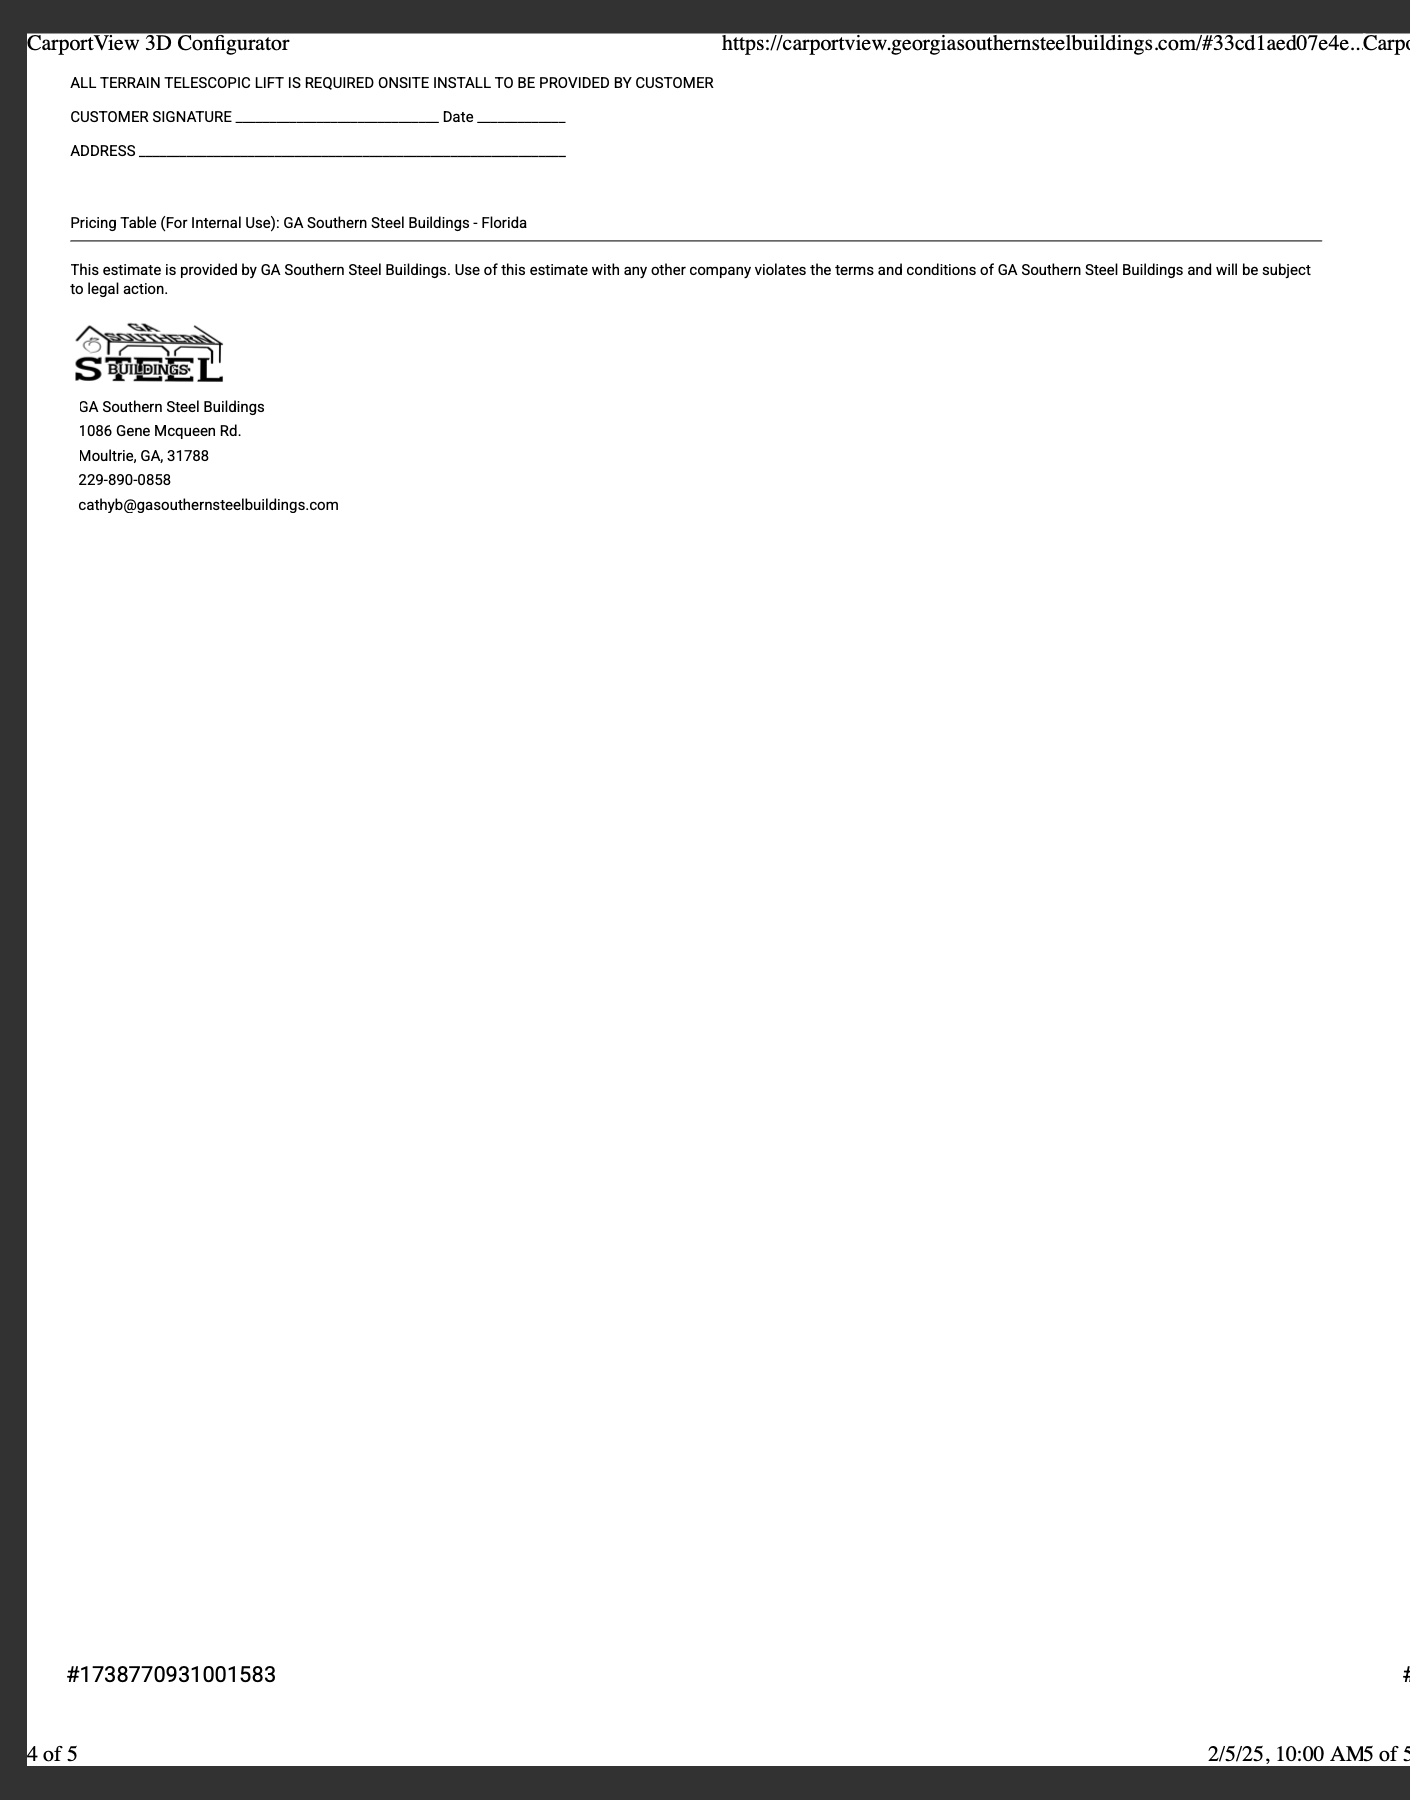 CarportView 3D Configurator
https://carportview.georgiasouthernsteelbuildings.com/#33cd1aed07e4e...Carpo
ALL TERRAIN TELESCOPIC LIFT IS REQUIRED ONSITE INSTALL TO BE PROVIDED BY CUSTOMER
CUSTOMER SIGNATURE ______________________________ Date _____________
ADDRESS _______________________________________________________________
Pricing Table (For Internal Use): GA Southern Steel Buildings - Florida
This estimate is provided by GA Southern Steel Buildings. Use of this estimate with any other company violates the terms and conditions of GA Southern Steel Buildings and will be subject
to legal action.
GA
SOUTHERN
STEEL
BUILDINGS
GA Southern Steel Buildings
1086 Gene Mcqueen Rd.
Moultrie, GA, 31788
229-890-0858
cathyb@gasouthernsteelbuildings.com
#1738770931001583
#
4 of 5
2/5/25, 10:00 AM
5 of 5